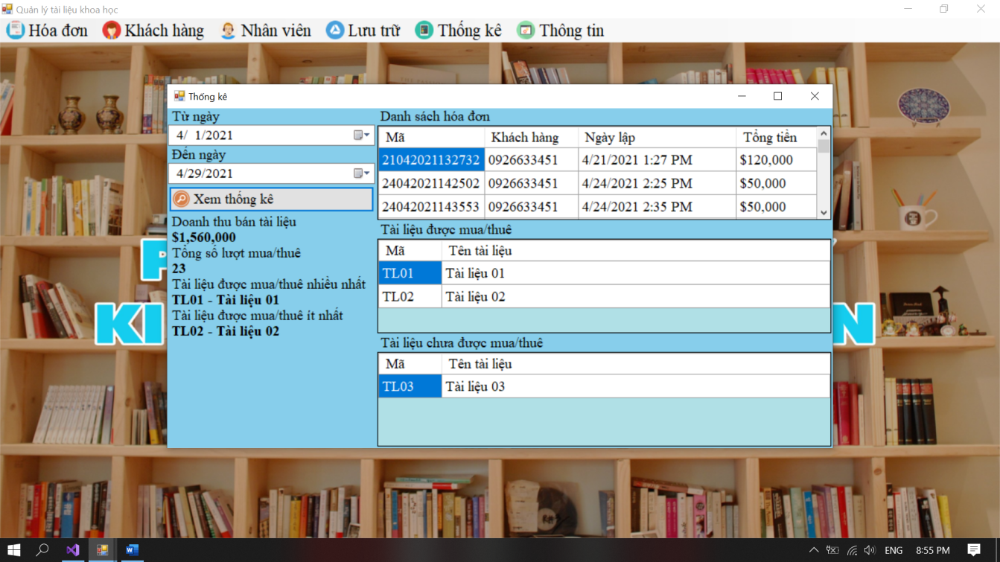 Quản lý tài liệu khoa học
Hóa đơn Khách hàng Nhân viên Lưu trữ Thống kê Thông tin
Thống kê
Từ ngày
4/ 1/2021
Đến ngày
4/29/2021
Xem thống kê
Doanh thu bán tài liệu
$1,560,000
Tổng số lượt mua/thuê
23
Tài liệu được mua/thuê nhiều nhất
TL01 - Tài liệu 01
Tài liệu được mua/thuê ít nhất
TL02 - Tài liệu 02
Danh sách hóa đơn
Mã Khách hàng Ngày lập Tổng tiền
21042021132732 0926633451 4/21/2021 1:27 PM $120,000
24042021142502 0926633451 4/24/2021 2:25 PM $50,000
24042021143553 0926633451 4/24/2021 2:35 PM $50,000
Tài liệu được mua/thuê
Mã Tên tài liệu
TL01 Tài liệu 01
TL02 Tài liệu 02
Tài liệu chưa được mua/thuê
Mã Tên tài liệu
TL03 Tài liệu 03
ENG 8:55 PM